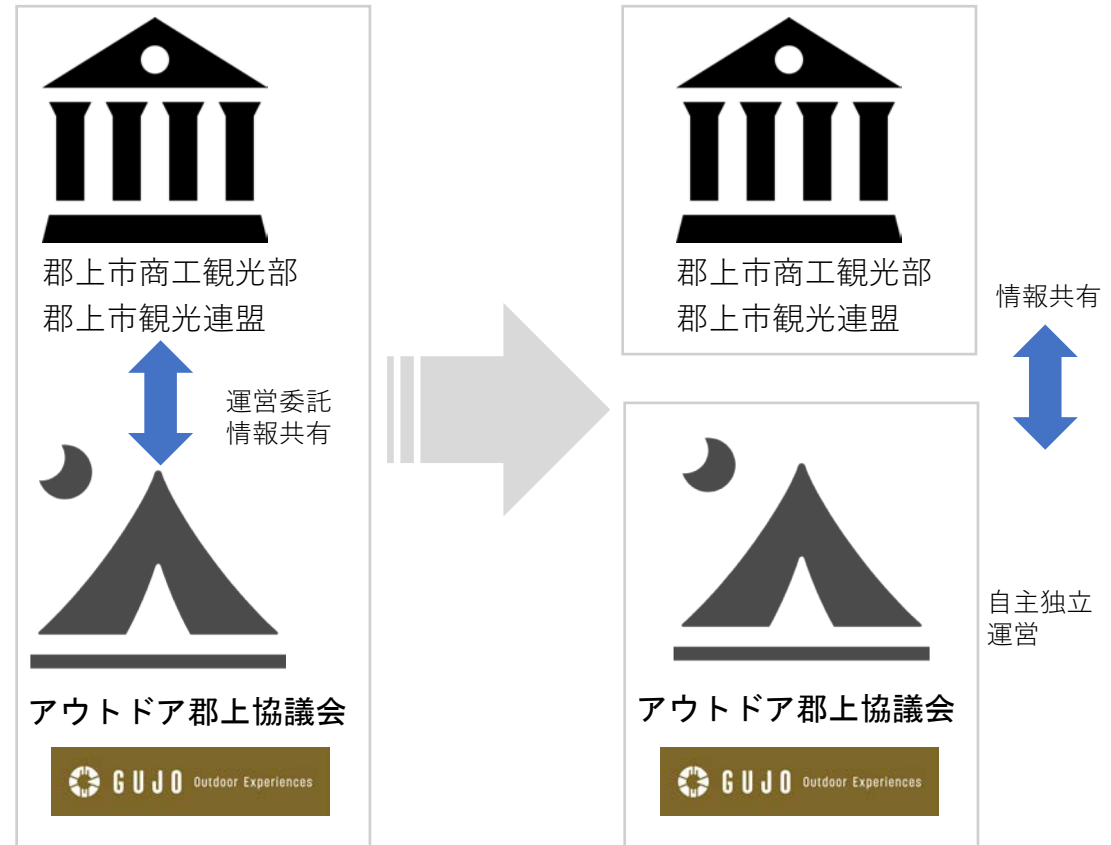 郡上市商工観光部
郡上市観光連盟
運営委託
情報共有
アウトドア郡上協議会
GUJO Outdoor Experiences
郡上市商工観光部
郡上市観光連盟
情報共有
自主独立
運営
アウトドア郡上協議会
GUJO Outdoor Experiences